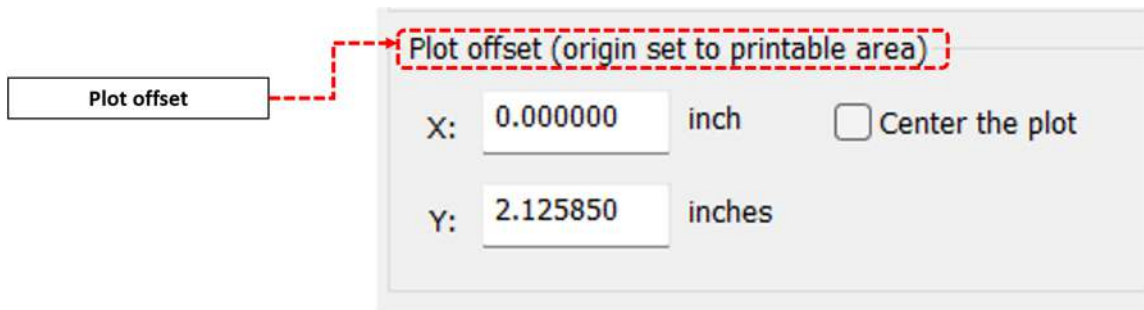 Plot offset (origin set to printable area)
Plot offset
X: 0.000000 inch Center the plot
Y: 2.125850 inches